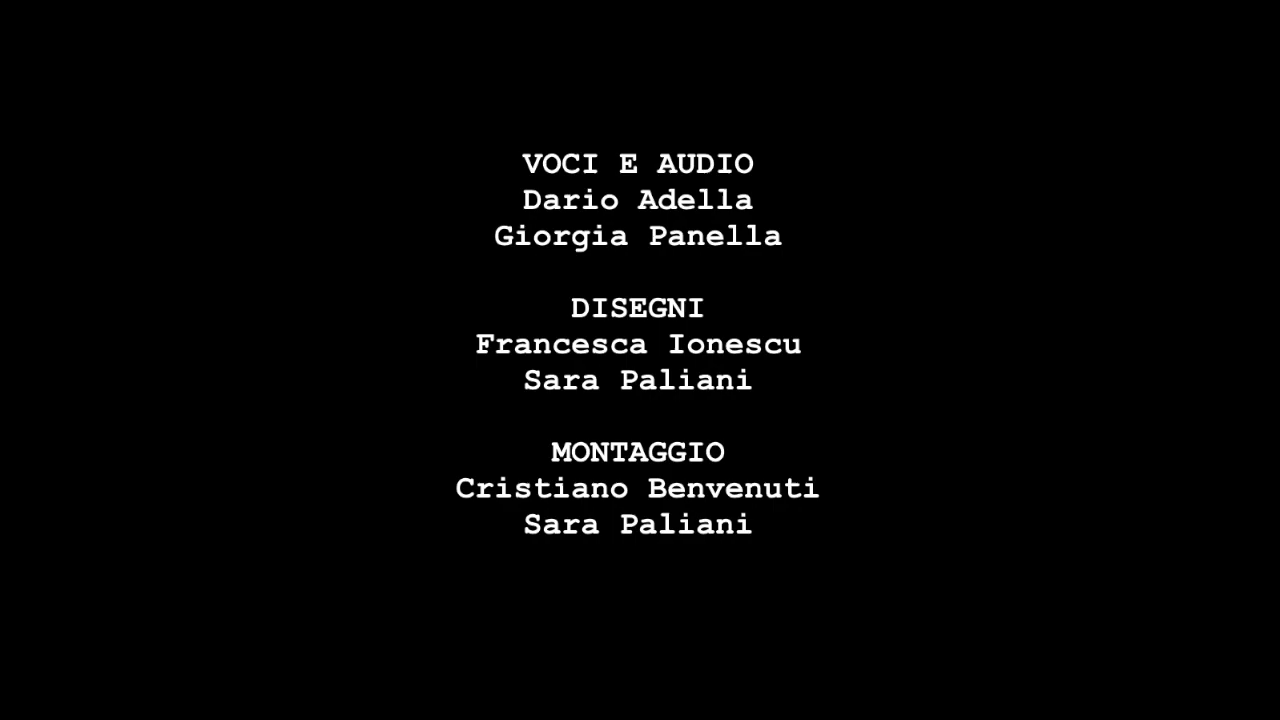 VOCI E AUDIO
Dario Adella
Giorgia Panella
DISEGNI
Francesca Ionescu
Sara Paliani
MONTAGGIO
Cristiano Benvenuti
Sara Paliani